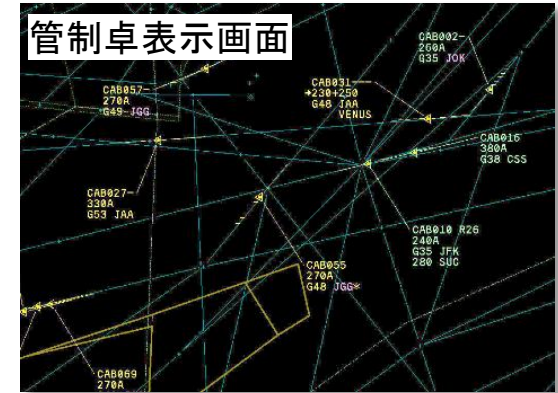 管制卓表示画面
CAB002-
260A
G35 JOK
CAB057-
270A
G49 JGG
CAB031
→230+250
G48 JAA
VENUS
CAB016
380A
G38 CSS
CAB027-
330A
G53 JAA
CAB010 R26
240A
G35 JFK
280 SUC
CAB055
270A
G48 JGG*
CAB069
270A